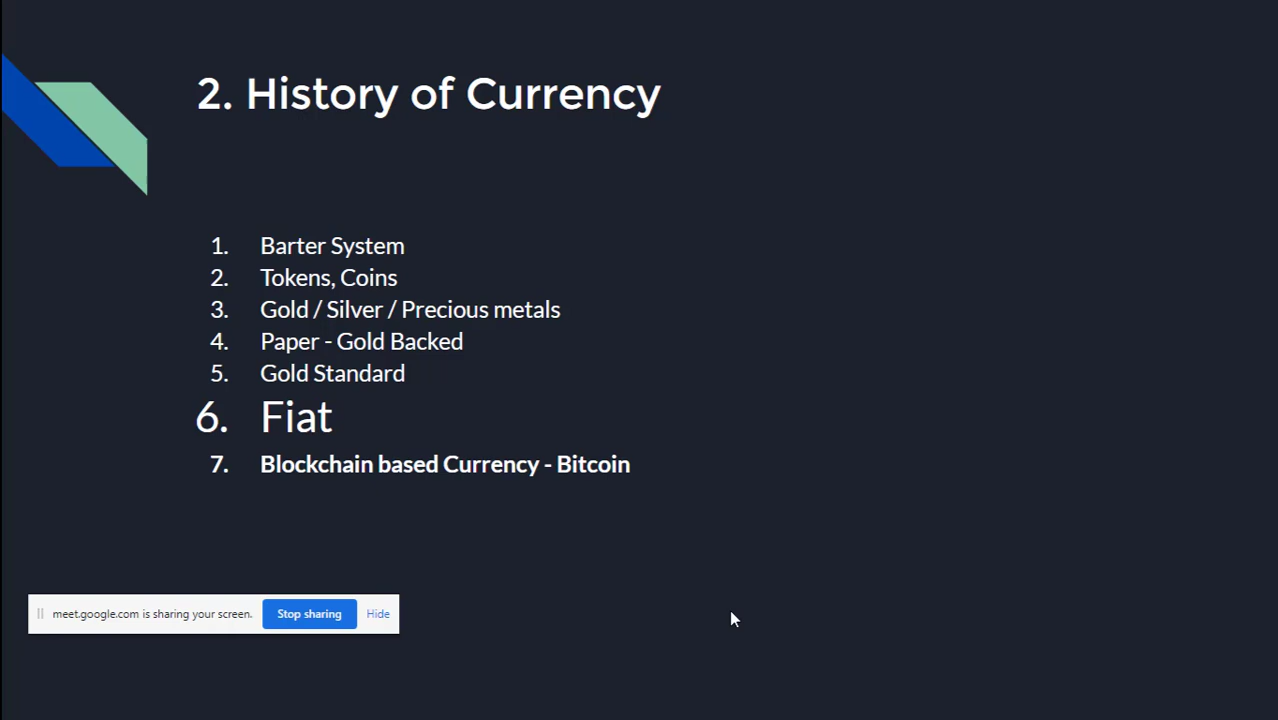 2. History of Currency
1. Barter System
2. Tokens, Coins
3. Gold / Silver / Precious metals
4. Paper - Gold Backed
5. Gold Standard
6. Fiat
7. Blockchain based Currency - Bitcoin
meet.google.com is sharing your screen. Stop sharing Hide